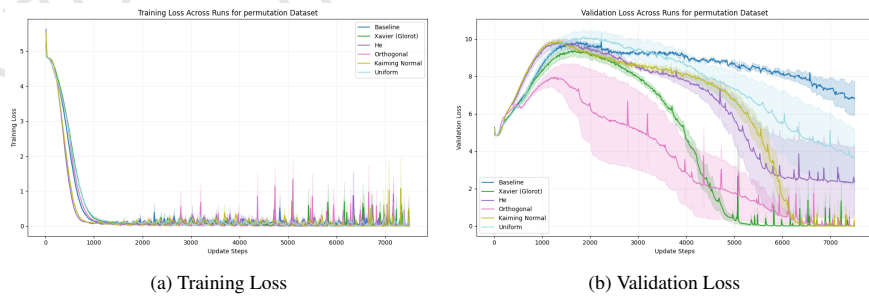 Training Loss Across Runs for permutation Dataset
Training Loss
5
4
3
2
1
0
Baseline
Xavier (Glorot)
He
Orthogonal
Kaiming Normal
Uniform
0 1000 2000 3000 4000 5000 6000 7000
Update Steps
(a) Training Loss
Validation Loss Across Runs for permutation Dataset
Validation Loss
10
8
6
4
2
0
Baseline
Xavier (Glorot)
He
Orthogonal
Kaiming Normal
Uniform
0 1000 2000 3000 4000 5000 6000 7000
Update Steps
(b) Validation Loss